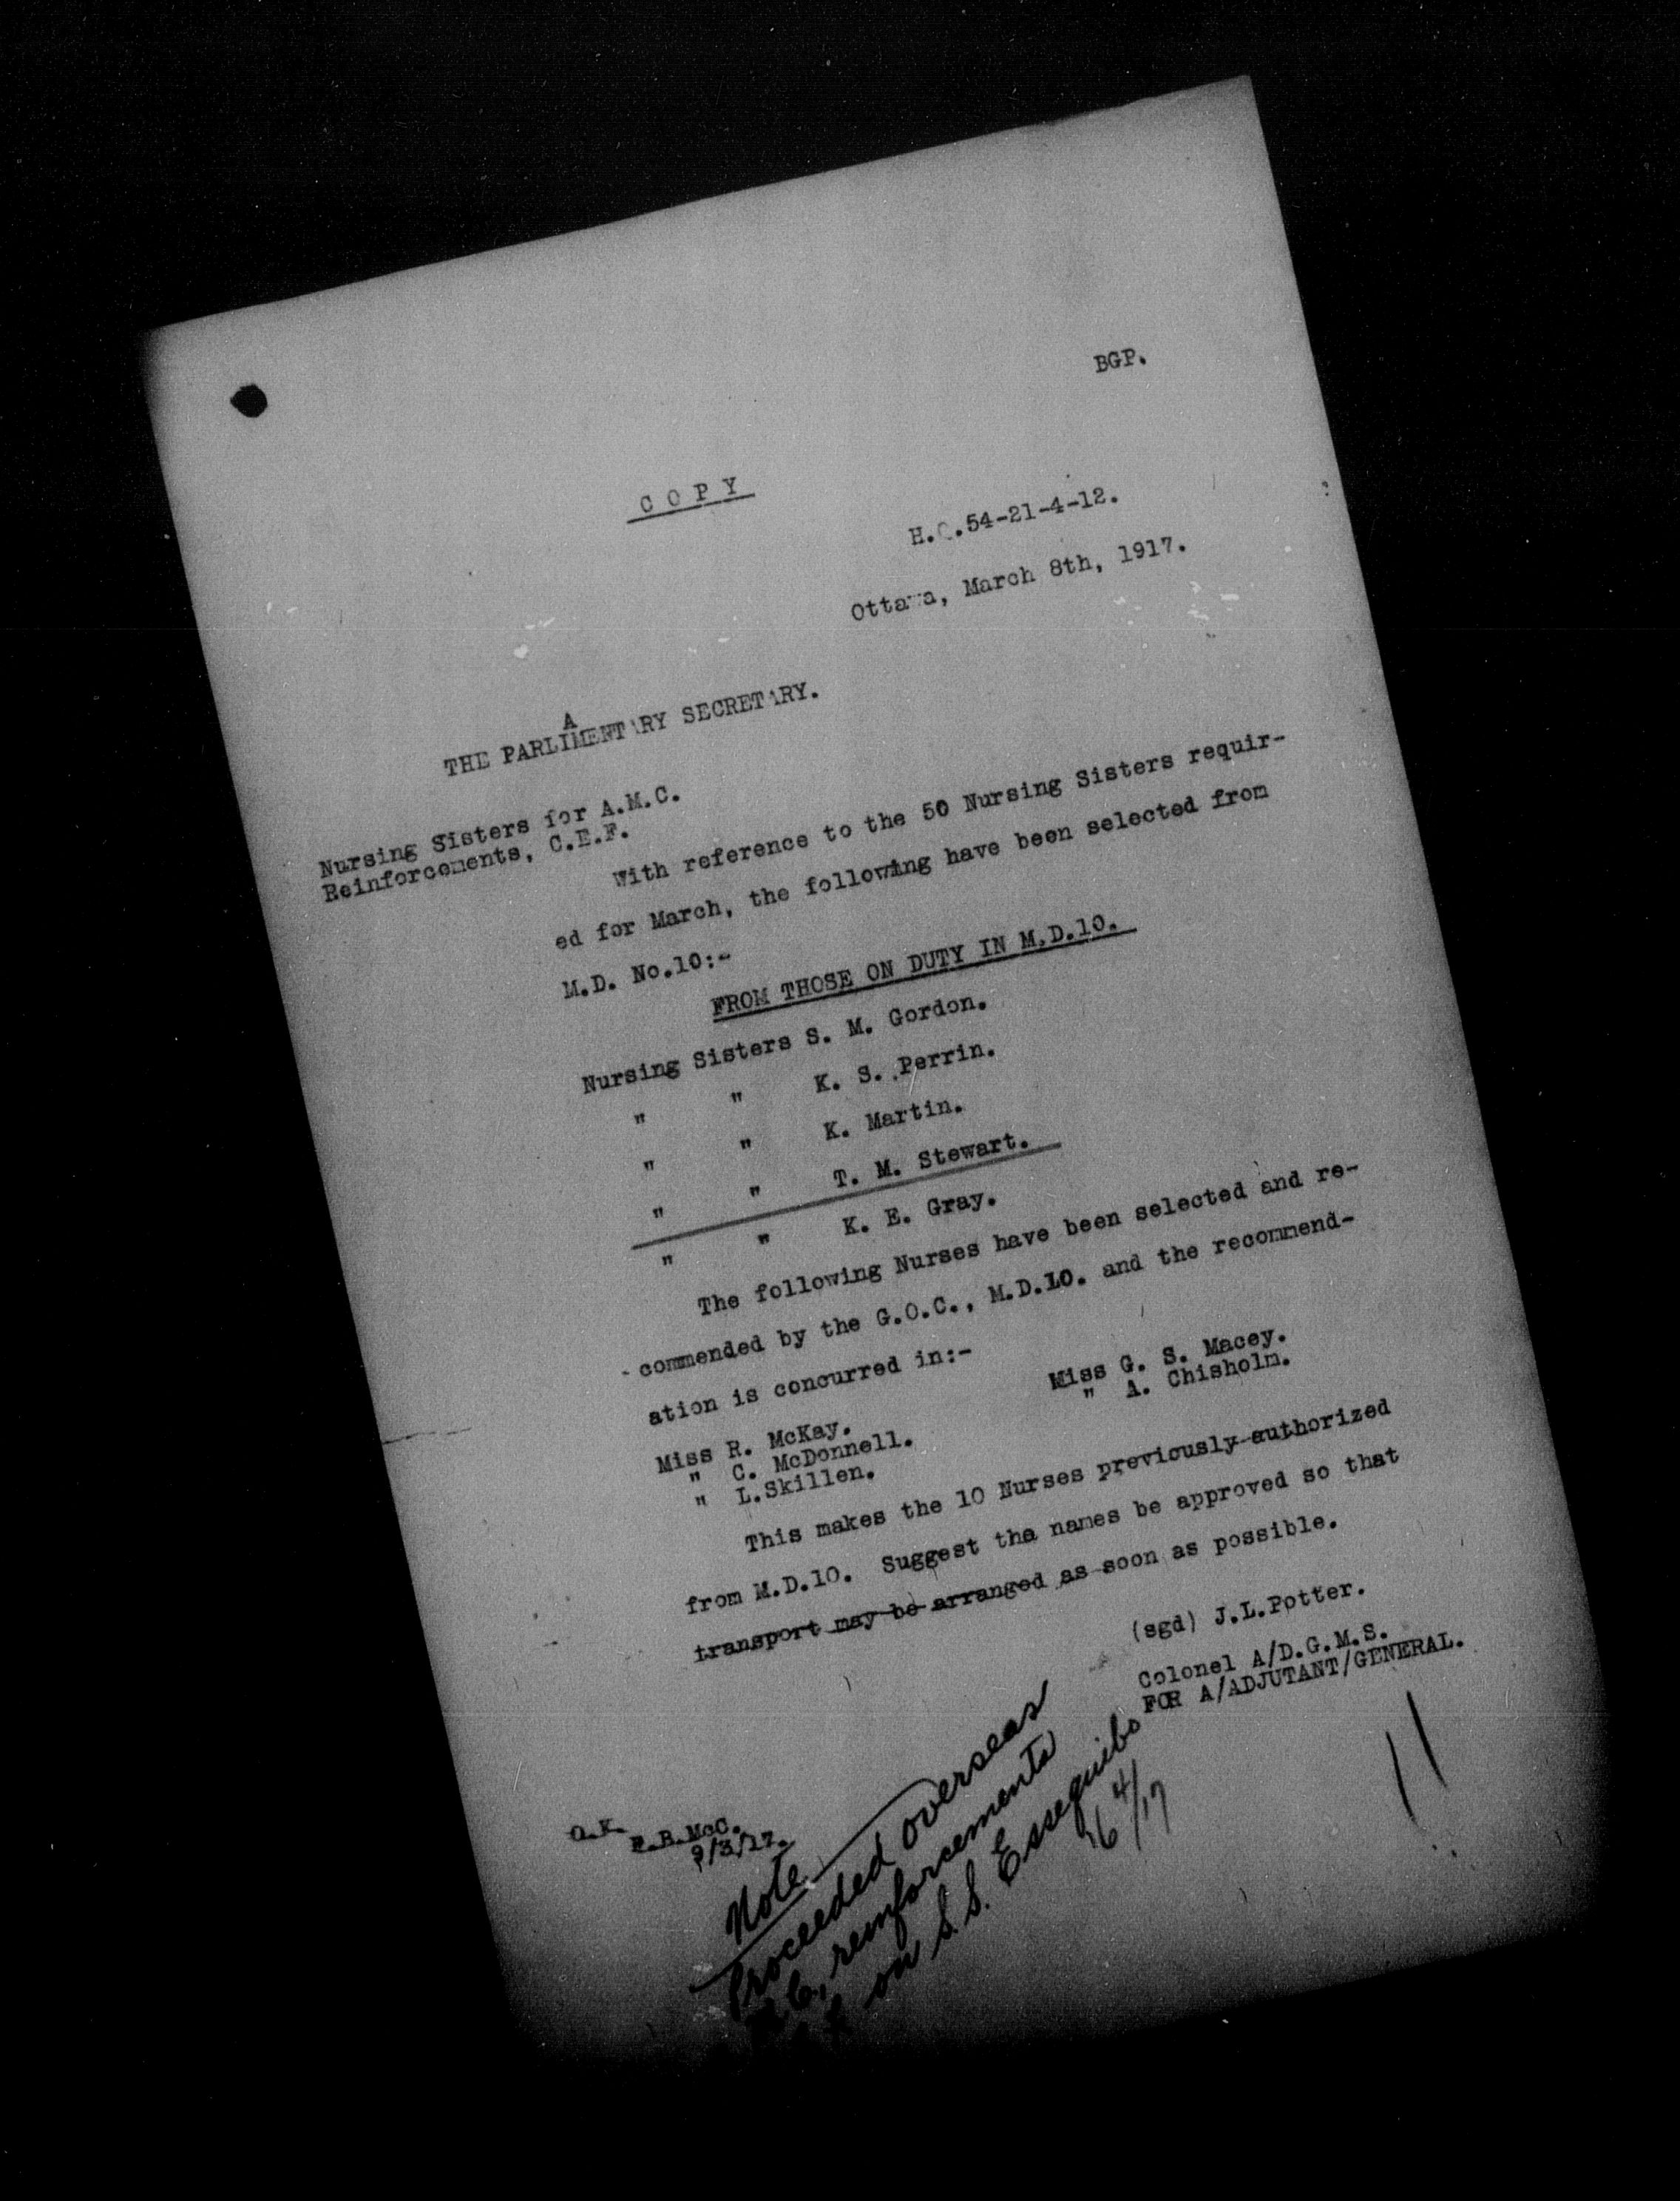 BGP.
C O P Y
H.Q.54-21-4-12.
Ottawa, March 8th, 1917.
A
THE PARLIMENTARY SECRETARY.
Nursing Sisters for A.M.C.
Reinforcements, C.E.F.
With reference to the 50 Nursing Sisters requir-
ed for March, the following have been selected from
M.D. No.10:-
FROM THOSE ON DUTY IN M.D.10.
Nursing Sisters S. M. Gordon.
" " K. S. Perrin.
" " K. Martin.
" " T. M. Stewart.
" " K. E. Gray.
The following Nurses have been selected and re-
commended by the G.O.C., M.D.10. and the recommend-
ation is concurred in:-
Miss R. McKay. Miss G. S. Macey.
" C. McDonnell. " A. Chisholm.
" L.Skillen.
This makes the 10 Nurses previously authorized
from M.D.10. Suggest tha names be approved so that
transport may be arranged as soon as possible.
(sgd) J.L.Potter.
Colonel A/D.G.M.S.
FOR A/ADJUTANT/GENERAL.
O.K.
F.B.McC.
9/3/17.
Note
Proceeded overseas
reinforcements
on S.S. Essequibo
16/4/17